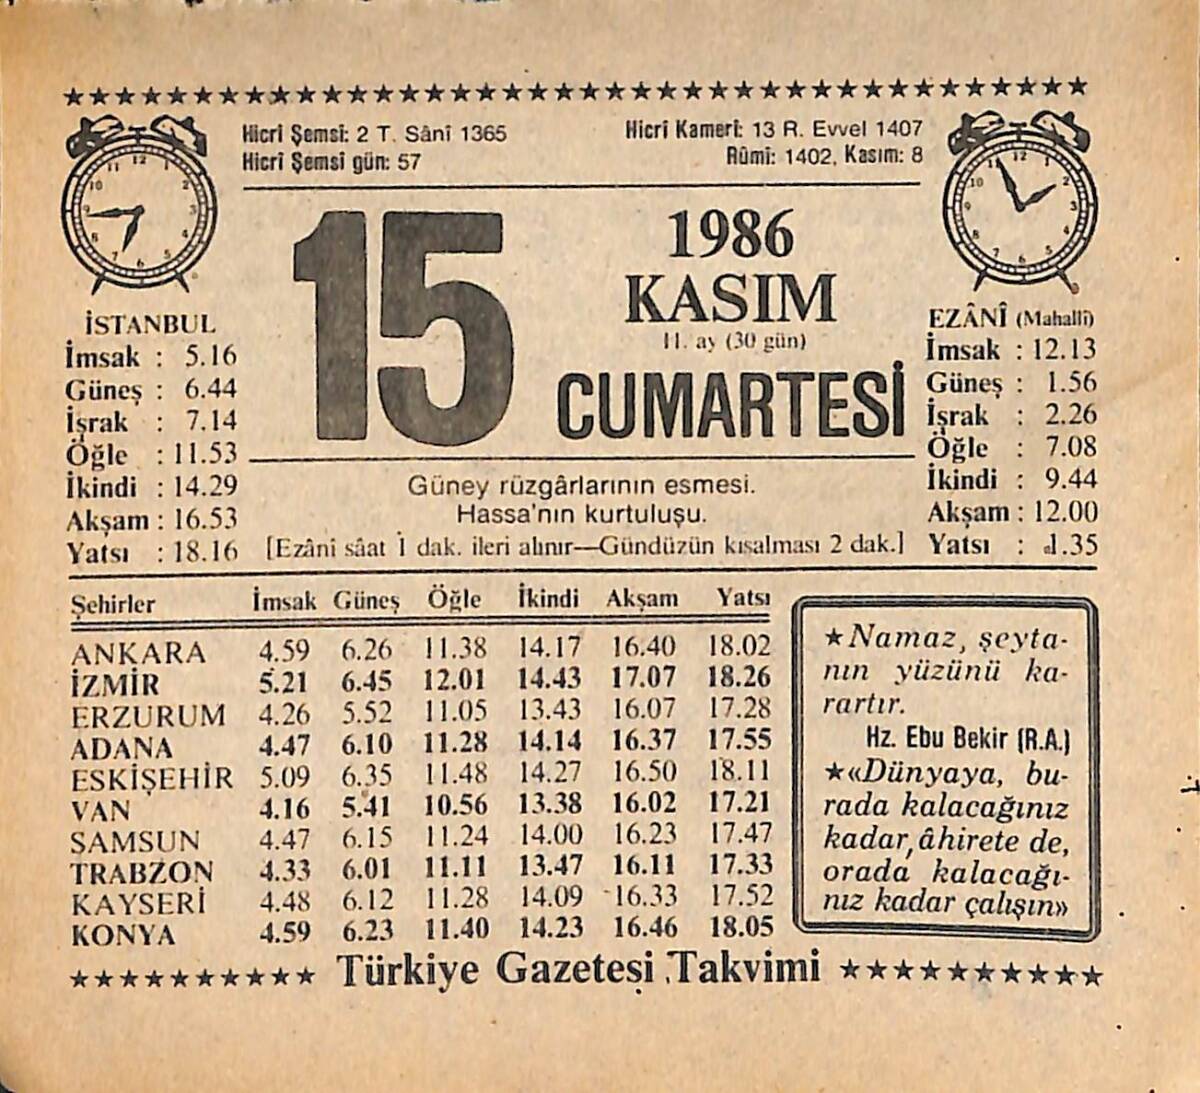 Hicrî Şemsî: 2 T. Sânî 1365
Hicrî Şemsî gün: 57
Hicrî Kamerî: 13 R. Evvel 1407
Rûmî: 1402, Kasım: 8
15
1986
KASIM
11. ay (30 gün)
CUMARTESİ
İSTANBUL
İmsak : 5.16
Güneş : 6.44
İşrak : 7.14
Öğle : 11.53
İkindi : 14.29
Akşam : 16.53
Yatsı : 18.16
EZÂNÎ (Mahallî)
İmsak : 12.13
Güneş : 1.56
İşrak : 2.26
Öğle : 7.08
İkindi : 9.44
Akşam : 12.00
Yatsı : 1.35
Güney rüzgârlarının esmesi.
Hassa'nın kurtuluşu.
[Ezânî sâat 1 dak. ileri alınır—Gündüzün kısalması 2 dak.]
Şehirler İmsak Güneş Öğle İkindi Akşam Yatsı
ANKARA 4.59 6.26 11.38 14.17 16.40 18.02
İZMİR 5.21 6.45 12.01 14.43 17.07 18.26
ERZURUM 4.26 5.52 11.05 13.43 16.07 17.28
ADANA 4.47 6.10 11.28 14.14 16.37 17.55
ESKİŞEHİR 5.09 6.35 11.48 14.27 16.50 18.11
VAN 4.16 5.41 10.56 13.38 16.02 17.21
SAMSUN 4.47 6.15 11.24 14.00 16.23 17.47
TRABZON 4.33 6.01 11.11 13.47 16.11 17.33
KAYSERİ 4.48 6.12 11.28 14.09 16.33 17.52
KONYA 4.59 6.23 11.40 14.23 16.46 18.05
★Namaz, şeyta-
nın yüzünü ka-
rartır.
Hz. Ebu Bekir (R.A.)
★«Dünyaya, bu-
rada kalacağınız
kadar, âhirete de,
orada kalacağı-
nız kadar çalışın»
Türkiye Gazetesi Takvimi